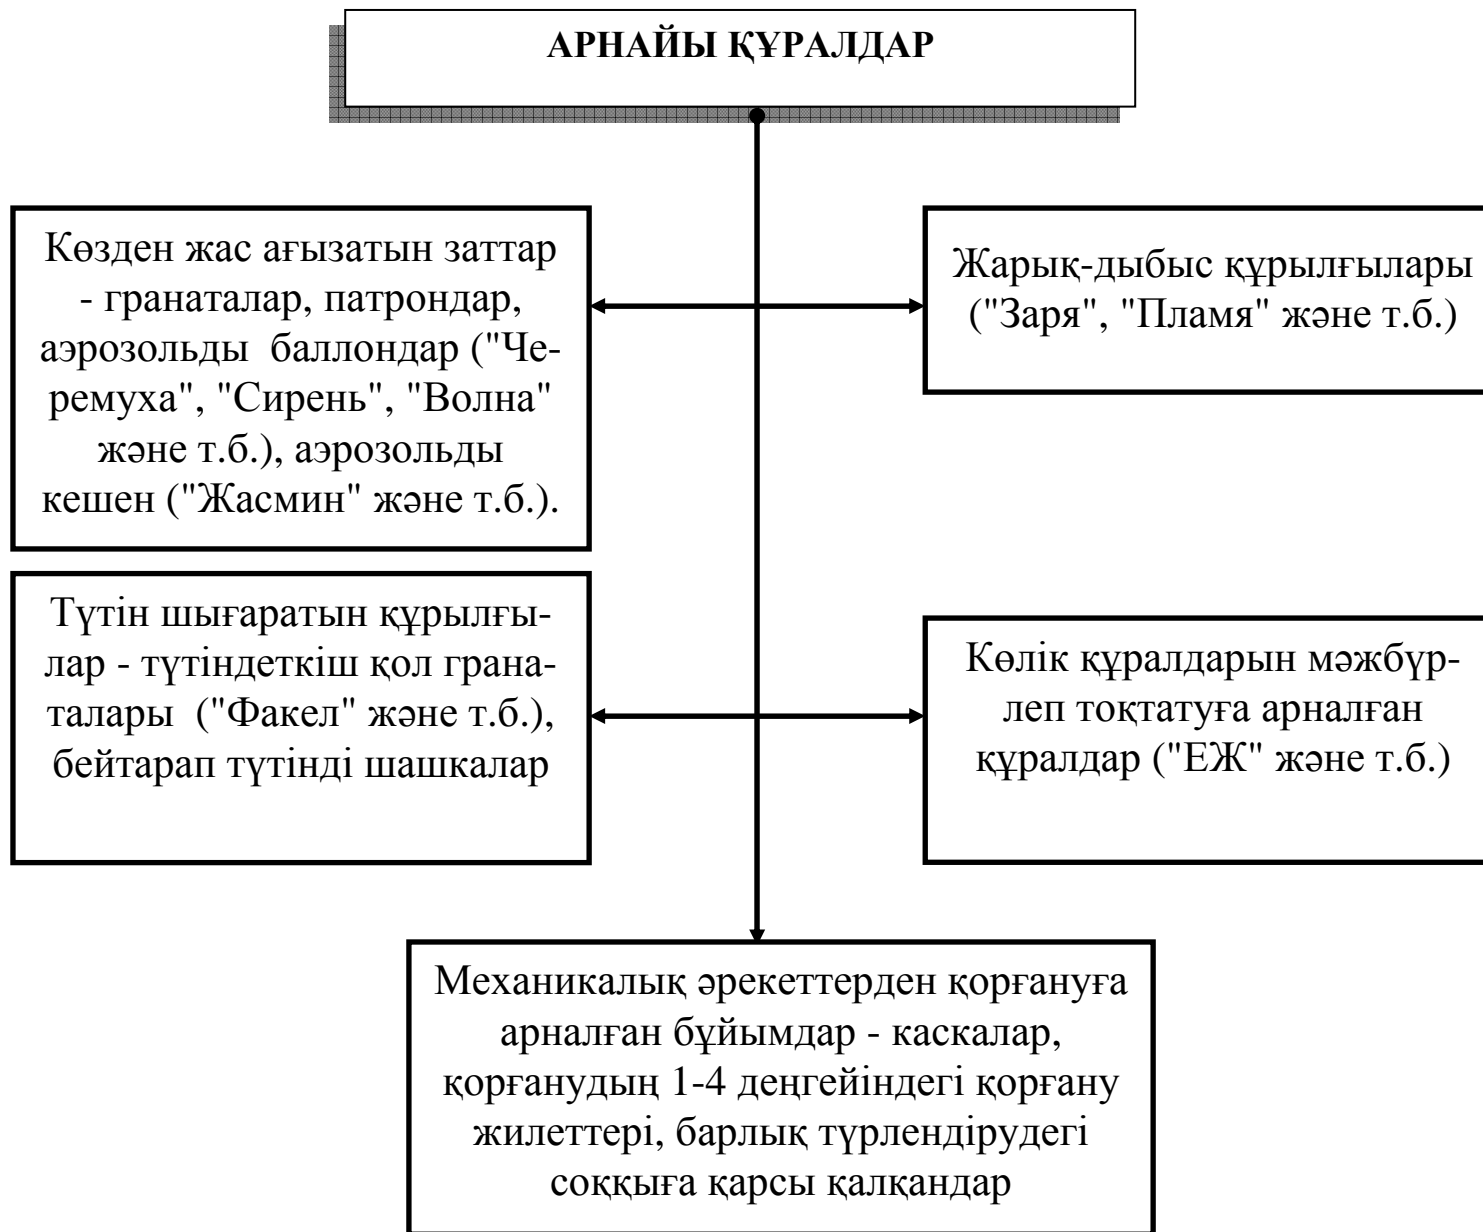 АРНАЙЫ ҚҰРАЛДАР
Көзден жас ағызатын заттар
- гранаталар, патрондар,
аэрозольды баллондар ("Че-
ремуха", "Сирень", "Волна"
және т.б.), аэрозольды
кешен ("Жасмин" және т.б.).
Жарық-дыбыс құрылғылары
("Заря", "Пламя" және т.б.)
Түтін шығаратын құрылғы-
лар - түтіндеткіш қол грана-
талары ("Факел" және т.б.),
бейтарап түтінді шашкалар
Көлік құралдарын мәжбүр-
леп тоқтатуға арналған
құралдар ("ЕЖ" және т.б.)
Механикалық әрекеттерден қорғануға
арналған бұйымдар - каскалар,
қорғанудың 1-4 деңгейіндегі қорғану
жилеттері, барлық түрлендірудегі
соққыға қарсы қалқандар